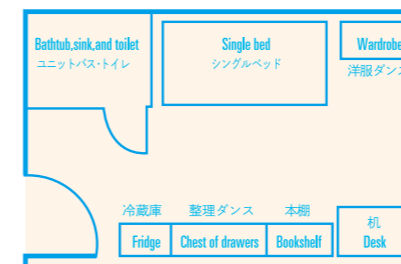 Bathtub,sink,and toilet
ユニットバス・トイレ
Single bed
シングルベッド
Wardrobe
洋服ダンス
冷蔵庫
Fridge
整理ダンス
Chest of drawers
本棚
Bookshelf
机
Desk